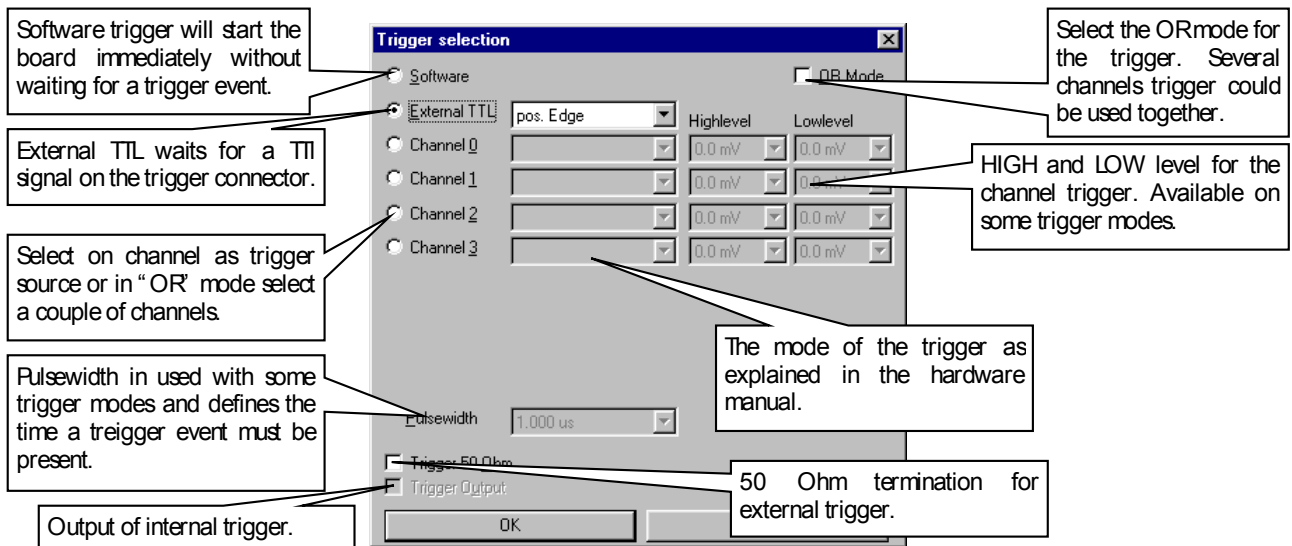 Software trigger will start the
board immediately without
waiting for a trigger event.
External TTL waits for a TTl
signal on the trigger connector.
Select on channel as trigger
source or in “OR” mode select
a couple of channels.
Pulsewidth in used with some
trigger modes and defines the
time a treigger event must be
present.
Output of internal trigger.
Trigger selection
Software
OR Mode
External TTL
pos. Edge
Highlevel
Lowlevel
Channel 0
0.0 mV
0.0 mV
Channel 1
0.0 mV
0.0 mV
Channel 2
0.0 mV
0.0 mV
Channel 3
0.0 mV
0.0 mV
Pulsewidth
1.000 us
Trigger 50 Ohm
Trigger Output
OK
Select the OR mode for
the trigger. Several
channels trigger could
be used together.
HIGH and LOW level for the
channel trigger. Available on
some trigger modes.
The mode of the trigger as
explained in the hardware
manual.
50 Ohm termination for
external trigger.